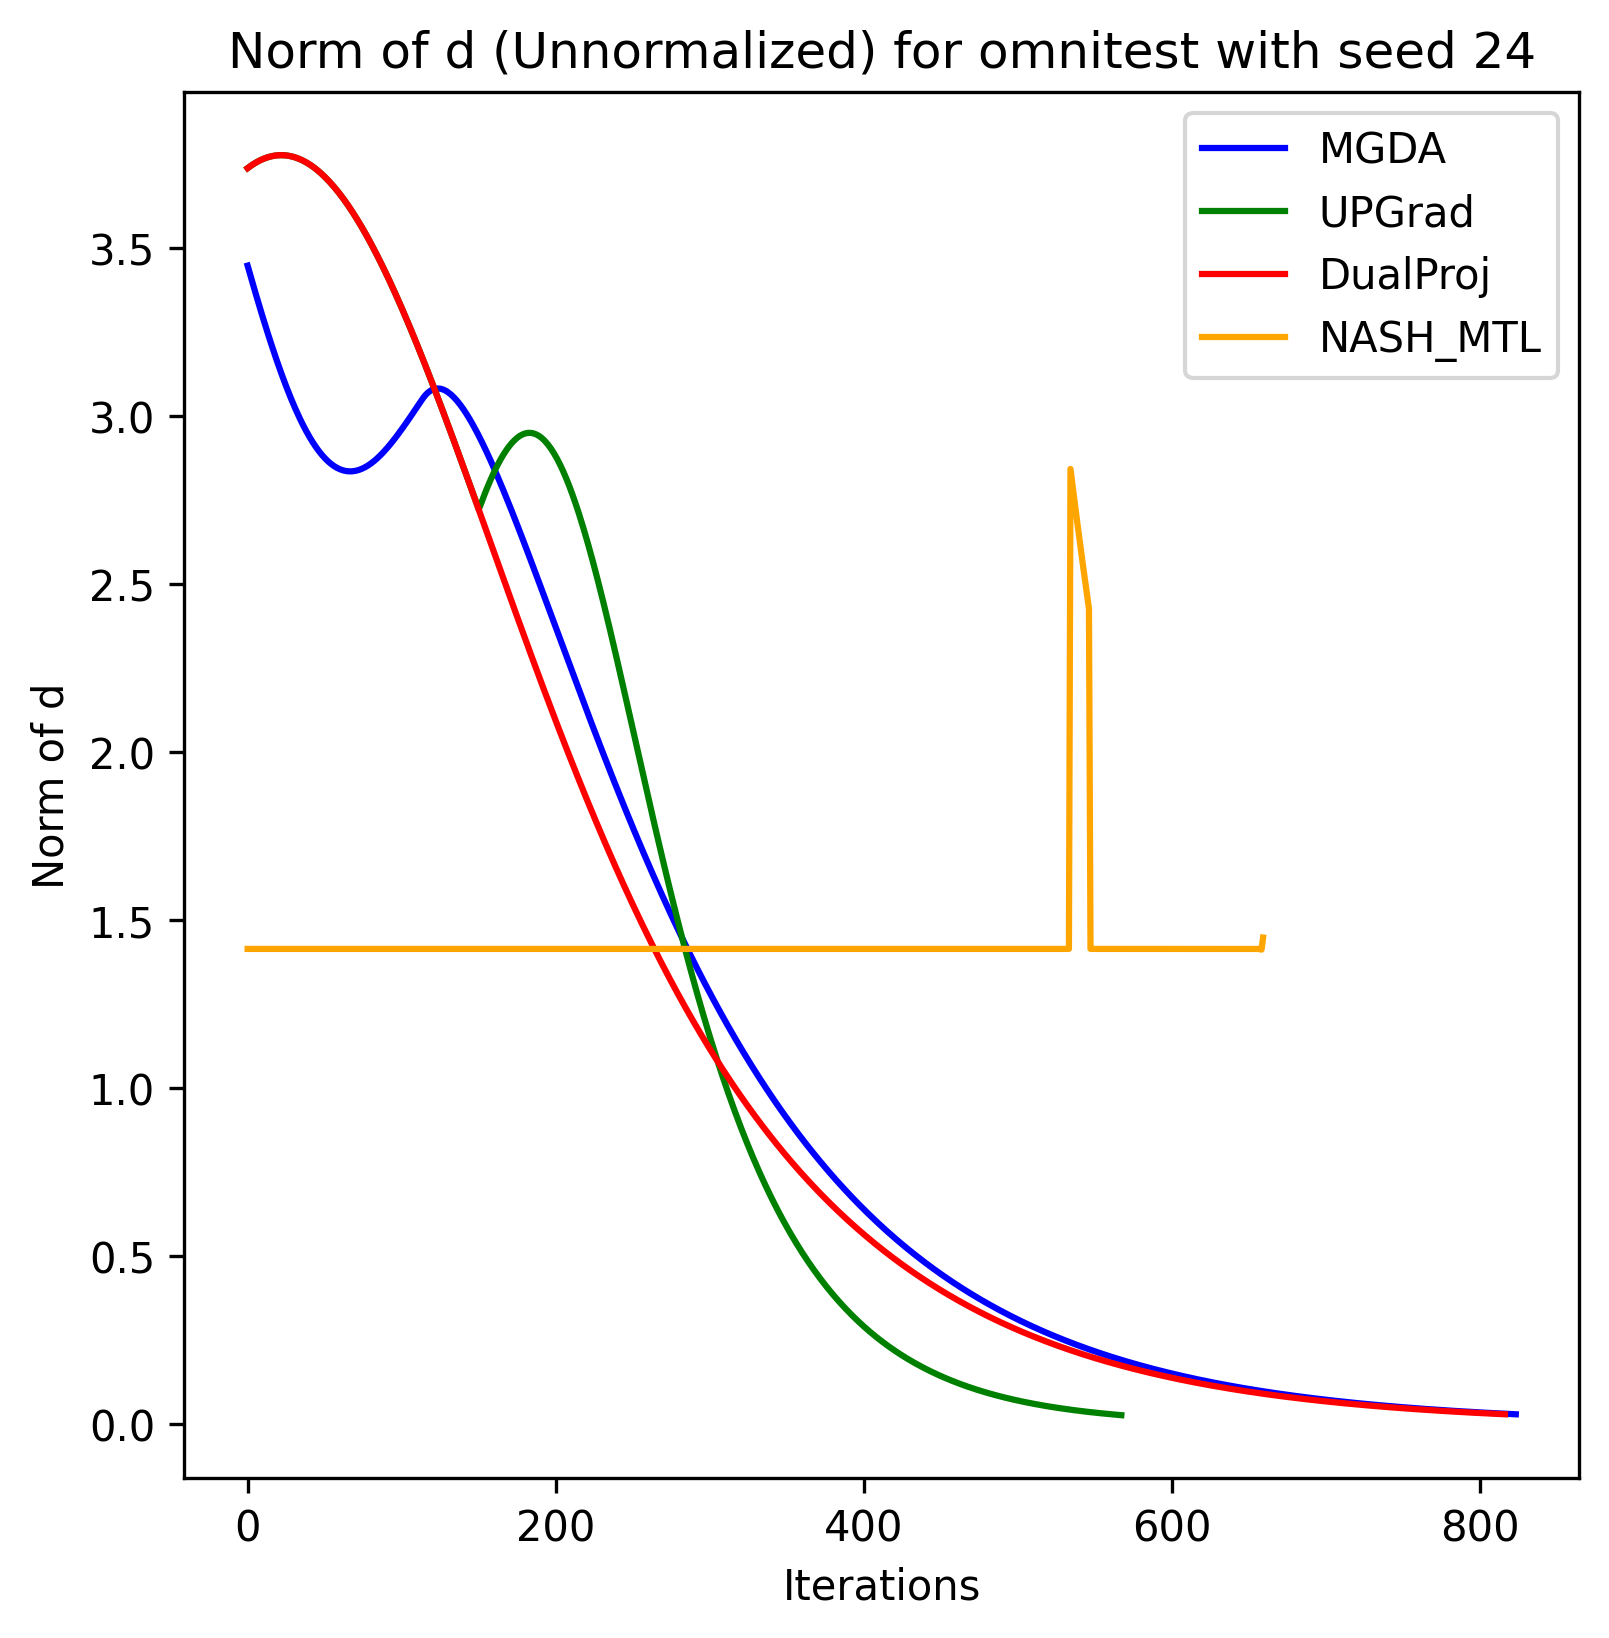 Norm of d (Unnormalized) for omnitest with seed 24
MGDA
UPGrad
DualProj
NASH_MTL
Norm of d
3.5
3.0
2.5
2.0
1.5
1.0
0.5
0.0
0 200 400 600 800
Iterations